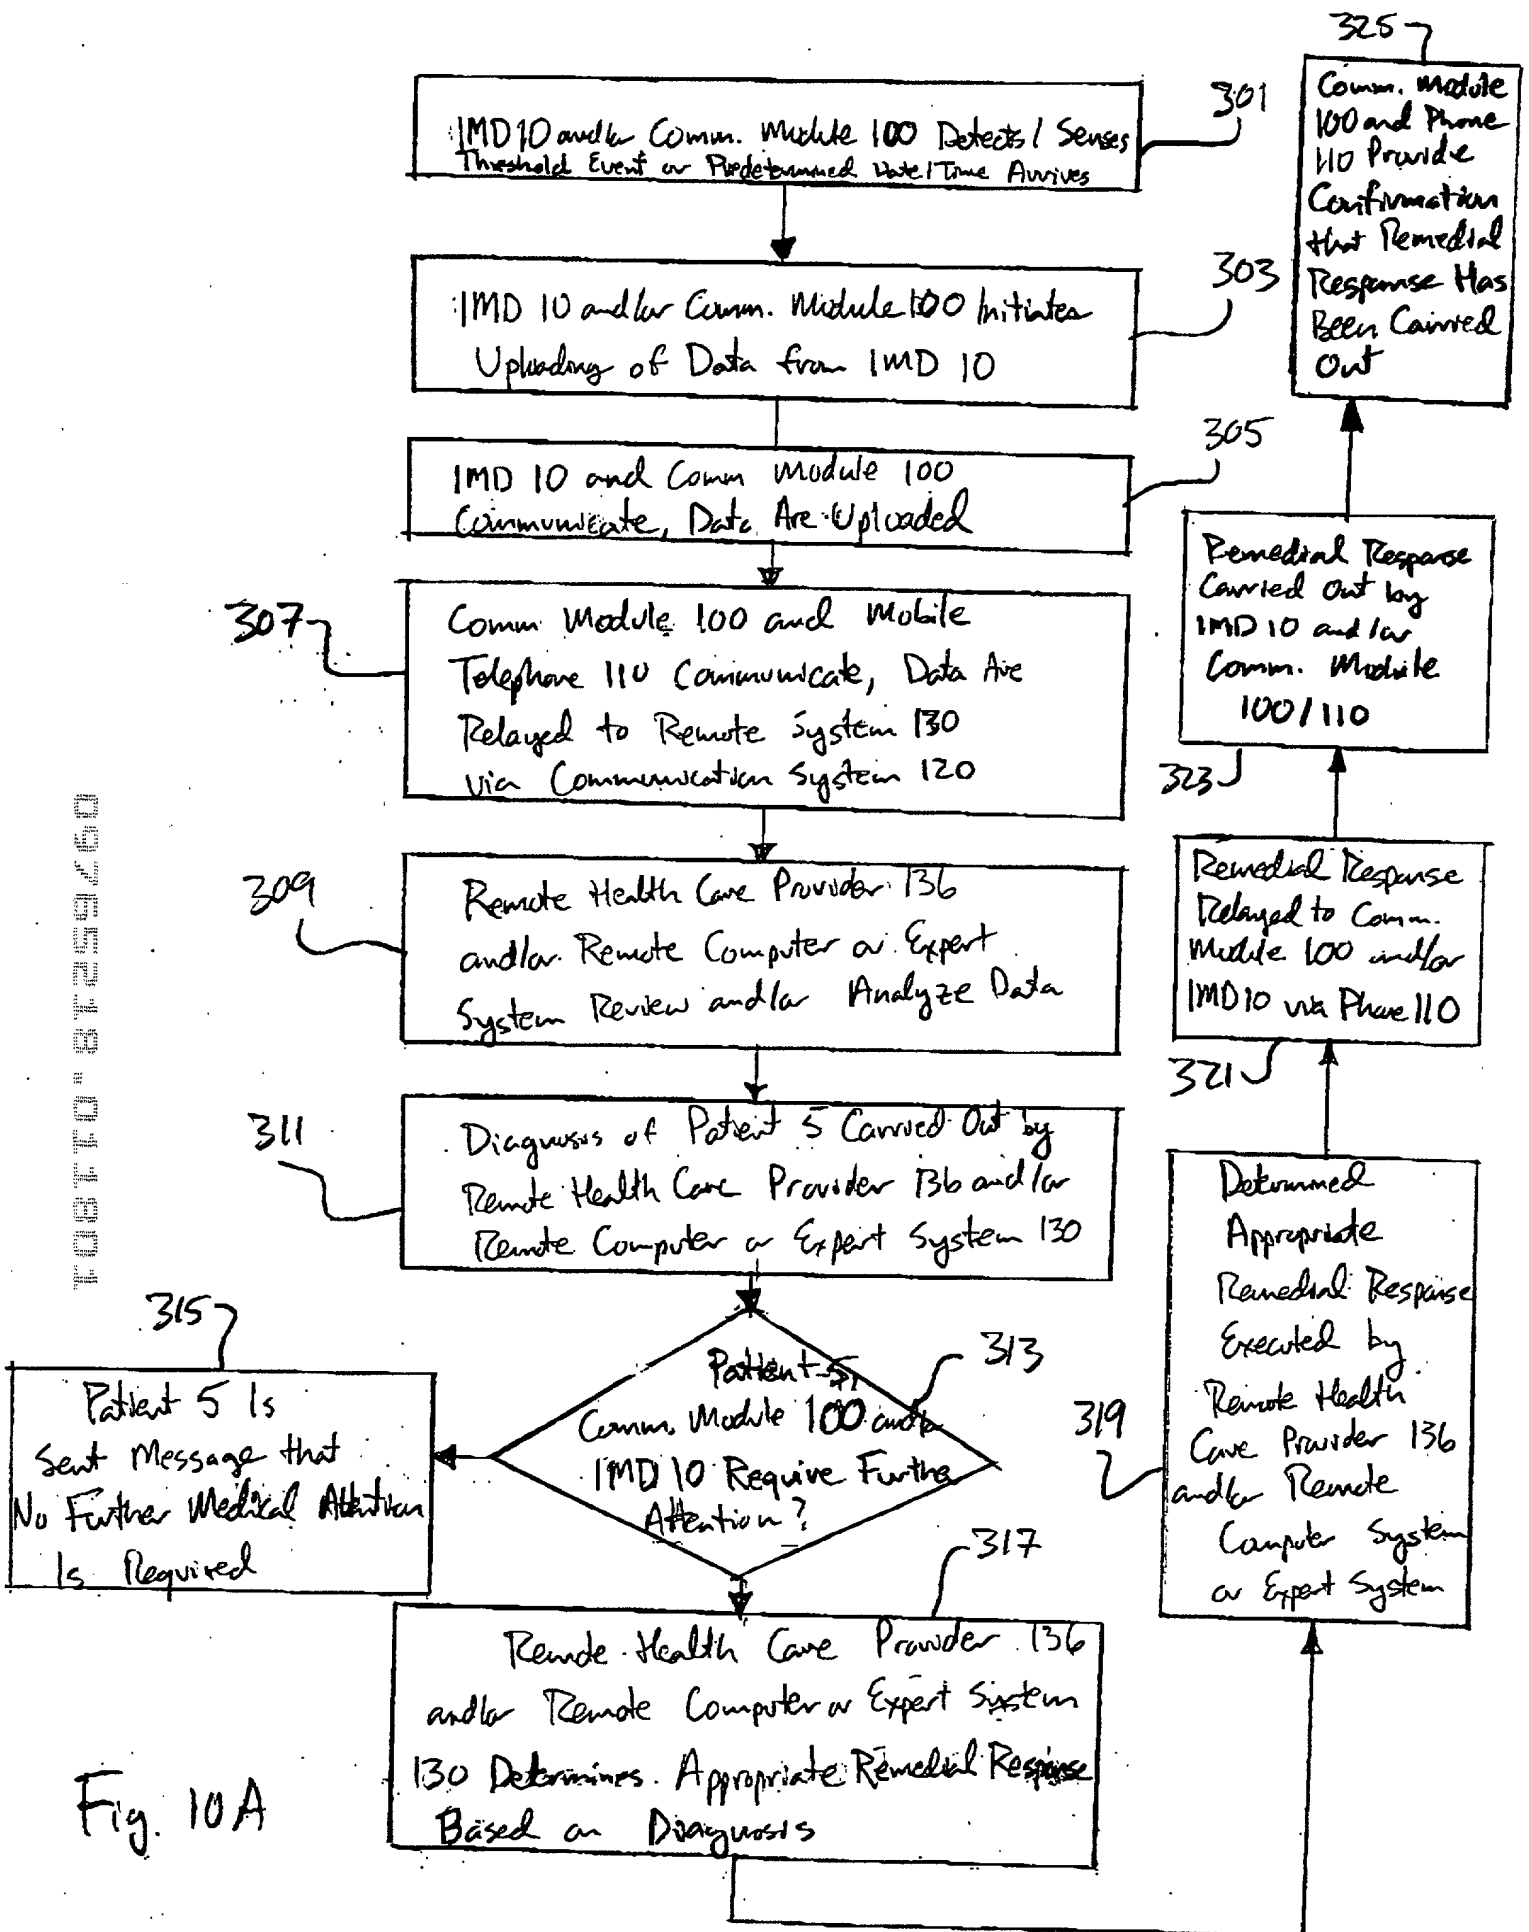 301
IMD 10 and/or Comm. Module 100 Detects / Senses
Threshold Event or Predetermined Date / Time Arrives
303
IMD 10 and/or Comm. Module 100 Initiates
Uploading of Data from IMD 10
305
IMD 10 and Comm Module 100
Communicate, Data Are Uploaded
307
Comm Module 100 and Mobile
Telephone 110 Communicate, Data Are
Relayed to Remote System 130
via Communication System 120
309
Remote Health Care Provider 136
and/or Remote Computer or Expert
System Review and/or Analyze Data
311
Diagnosis of Patient 5 Carried Out by
Remote Health Care Provider 136 and/or
Remote Computer or Expert System 130
313
Patient 5,
Comm. Module 100 and/or
IMD 10 Require Further
Attention?
315
Patient 5 Is
Sent Message that
No Further Medical Attention
Is Required
317
Remote Health Care Provider 136
and/or Remote Computer or Expert System
130 Determines Appropriate Remedial Response
Based on Diagnosis
319
Determined
Appropriate
Remedial Response
Executed by
Remote Health
Care Provider 136
and/or Remote
Computer System
or Expert System
321
Remedial Response
Relayed to Comm.
Module 100 and/or
IMD 10 via Phone 110
323
Remedial Response
Carried Out by
IMD 10 and/or
Comm. Module
100/110
325
Comm. Module
100 and Phone
110 Provide
Confirmation
that Remedial
Response Has
Been Carried
Out
Fig. 10A
09765218.011801